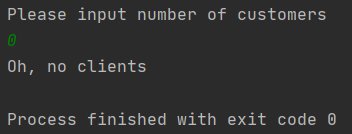 Please input number of customers
0
Oh, no clients
Process finished with exit code 0